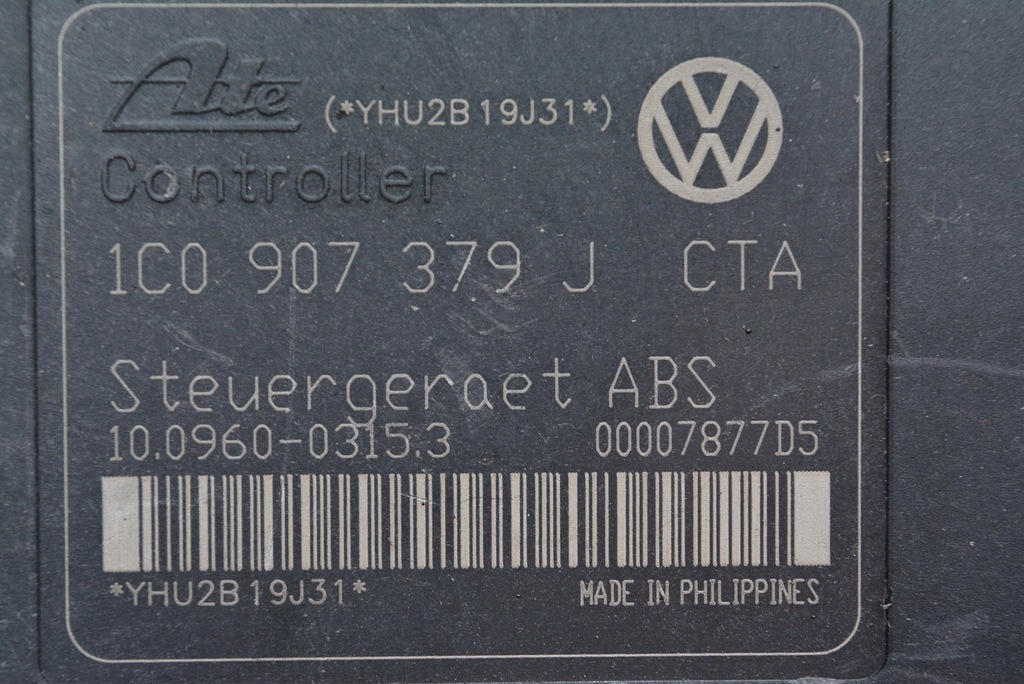 Ate (*YHU2B19J31*)
Controller
1C0 907 379 J CTA
Steuergeraet ABS
10.0960-0315.3 00007877D5
*YHU2B19J31* MADE IN PHILIPPINES